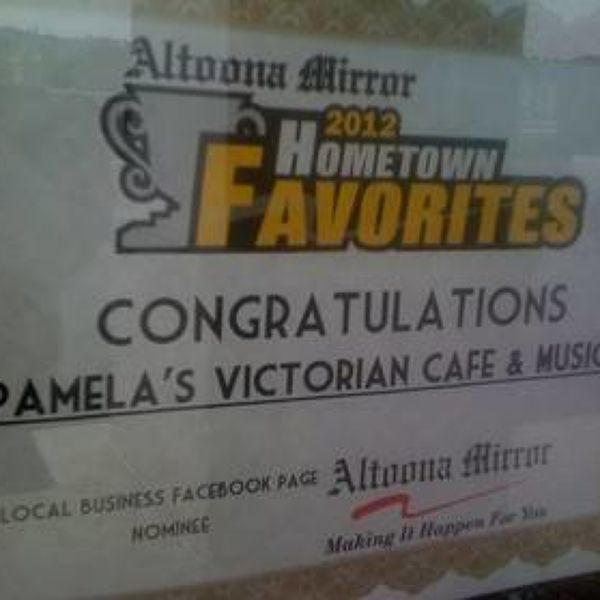 Altoona Mirror
2012
HOMETOWN
FAVORITES
CONGRATULATIONS
PAMELA'S VICTORIAN CAFE & MUSIC
LOCAL BUSINESS FACEBOOK PAGE
NOMINEE
Altoona Mirror
Making It Happen For You